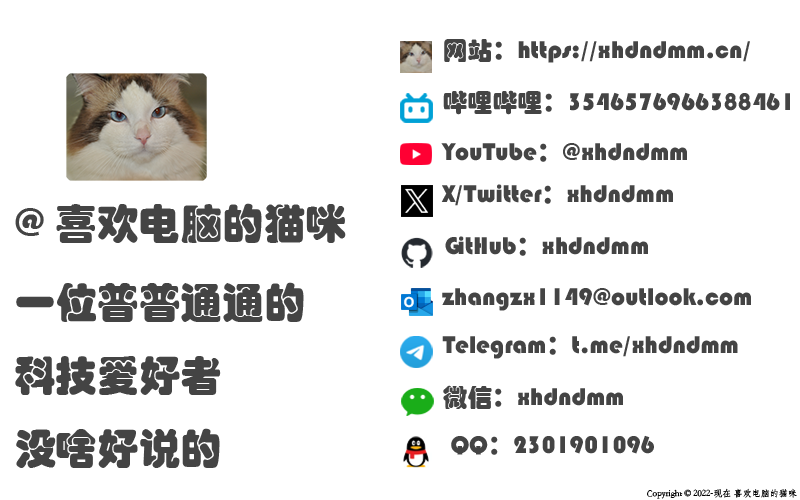 @ 喜欢电脑的猫咪
一位普普通通的
科技爱好者
没啥好说的
网站：https://xhdndmm.cn/
哔哩哔哩：3546576966388461
YouTube：@xhdndmm
X/Twitter：xhdndmm
GitHub：xhdndmm
zhangzx1149@outlook.com
Telegram：t.me/xhdndmm
微信：xhdndmm
QQ：2301901096
Copyright © 2022-现在 喜欢电脑的猫咪